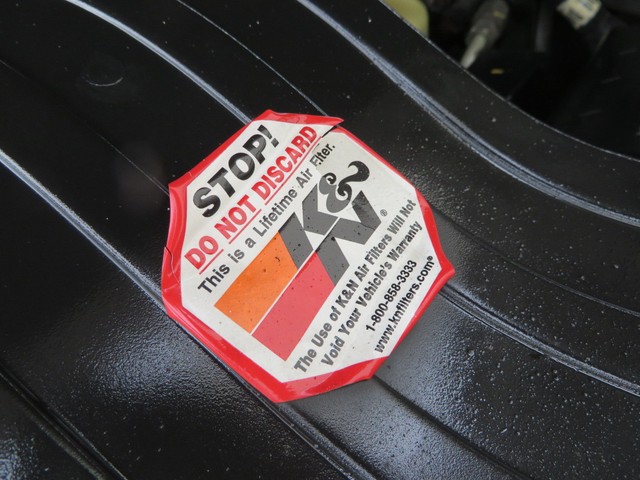 STOP!
DO NOT DISCARD
This is a Lifetime Air Filter.
K&N®
The Use of K&N Air Filters Will Not
Void Your Vehicle's Warranty
1-800-858-3333
www.knfilters.com®